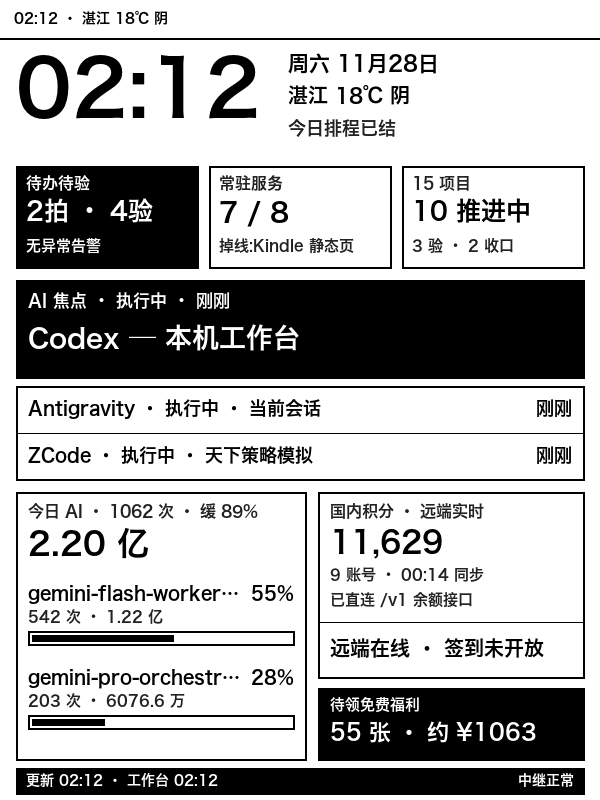 02:12 · 湛江 18℃ 阴
02:12
周六 11月28日
湛江 18℃ 阴
今日排程已结
待办待验
2拍 · 4验
无异常告警
常驻服务
7 / 8
掉线:Kindle 静态页
15 项目
10 推进中
3 验 · 2 收口
AI 焦点 · 执行中 · 刚刚
Codex — 本机工作台
Antigravity · 执行中 · 当前会话 刚刚
ZCode · 执行中 · 天下策略模拟 刚刚
今日 AI · 1062 次 · 缓 89%
2.20 亿
gemini-flash-worker… 55%
542 次 · 1.22 亿
gemini-pro-orchestr… 28%
203 次 · 6076.6 万
国内积分 · 远端实时
11,629
9 账号 · 00:14 同步
已直连 /v1 余额接口
远端在线 · 签到未开放
待领免费福利
55 张 · 约 ¥1063
更新 02:12 · 工作台 02:12 中继正常